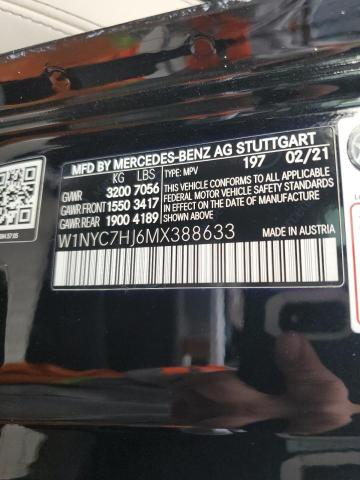 MFD BY MERCEDES-BENZ AG STUTTGART
KG LBS 197 02/21
GVWR 3200 7056 TYPE: MPV
GAWR FRONT 1550 3417
GAWR REAR 1900 4189
THIS VEHICLE CONFORMS TO ALL APPLICABLE
FEDERAL MOTOR VEHICLE SAFETY STANDARDS IN
EFFECT ON THE DATE OF MANUFACTURE SHOWN ABOVE.
MADE IN AUSTRIA
W1NYC7HJ6MX388633